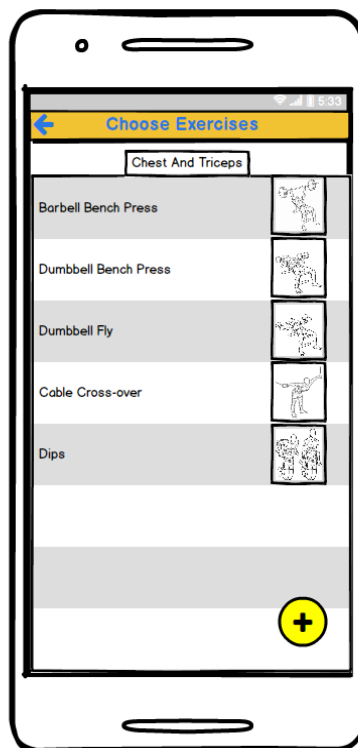 5:33
Choose Exercises
Chest And Triceps
Barbell Bench Press
Dumbbell Bench Press
Dumbbell Fly
Cable Cross-over
Dips